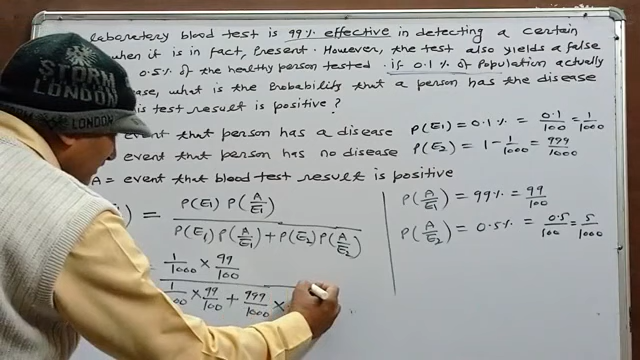 laboratory blood test is 99% effective in detecting a certain
when it is in fact, Present. However, the test also yields a false
0.5% of the healthy person tested. if 0.1% of Population actually
ase, what is the Probability that a person has the disease
is test result is positive?
event that person has a disease P(E1) = 0.1% = 0.1/100 = 1/1000
event that person has no disease P(E2) = 1 - 1/1000 = 999/1000
A = event that blood test result is positive
) = P(E1) P(A/E1) / P(E1) P(A/E1) + P(E2) P(A/E2)
P(A/E1) = 99% = 99/100
P(A/E2) = 0.5% = 0.5/100 = 5/1000
1/1000 × 99/100
× 99/100 + 999/1000 ×
STORM
LONDON
STORM
LONDON